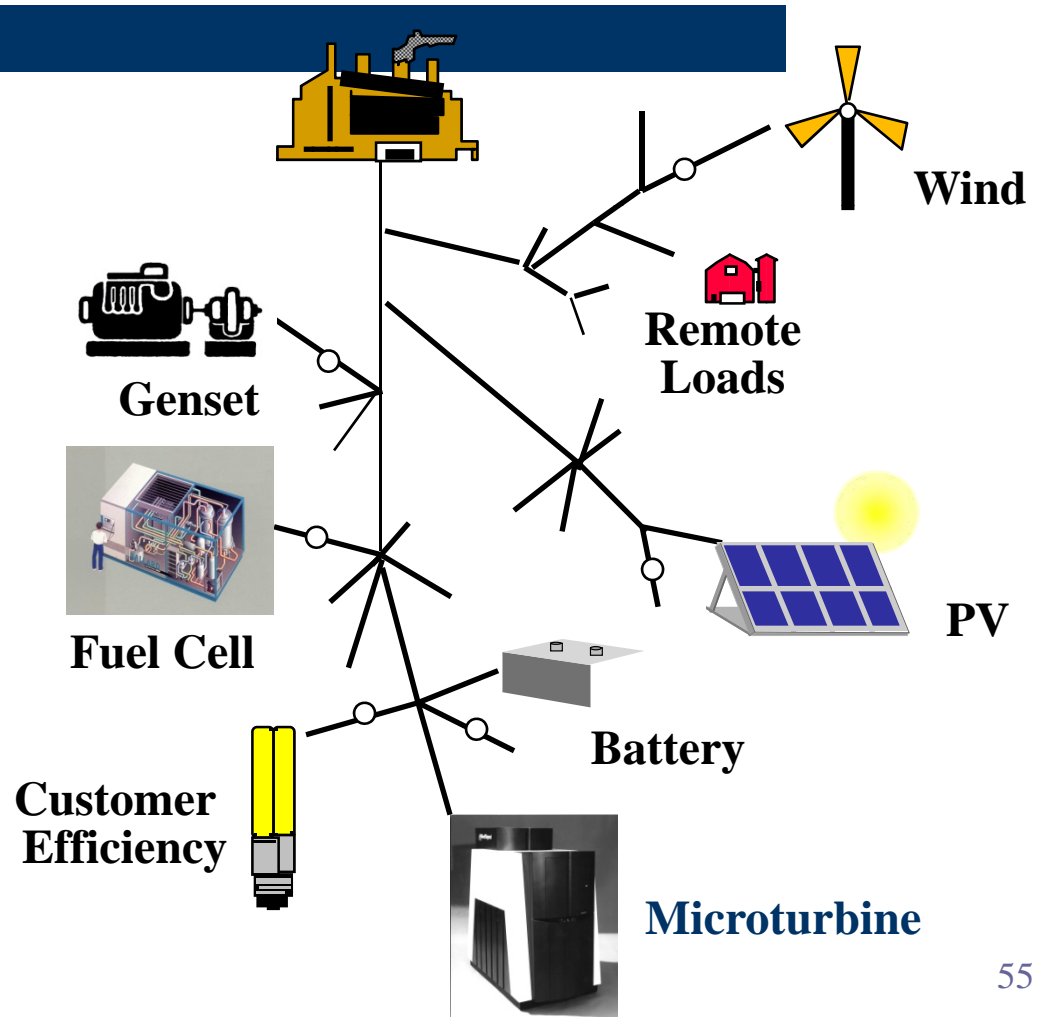 Wind
Remote
Loads
Genset
PV
Fuel Cell
Battery
Customer
Efficiency
Microturbine
55